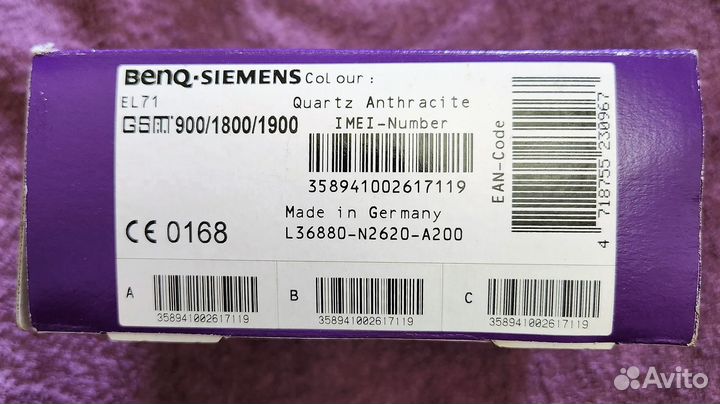 BenQ·SIEMENS Colour:
EL71 Quartz Anthracite
GSM 900/1800/1900 IMEI-Number
358941002617119
Made in Germany
CE 0168 L36880-N2620-A200
EAN-Code
4 718755 230967
A 358941002617119
B 358941002617119
C 358941002617119
Avito